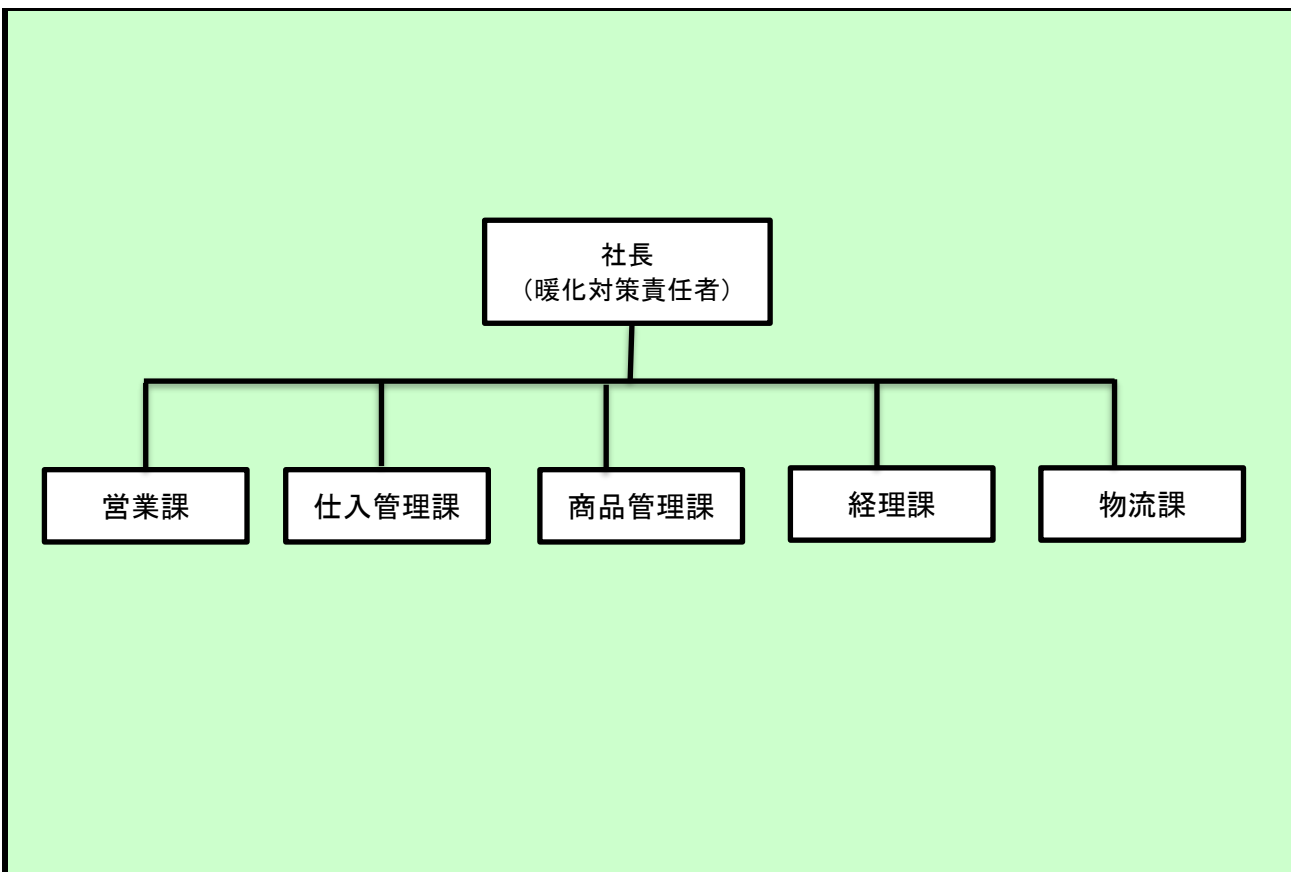 社長
（暖化対策責任者）
営業課
仕入管理課
商品管理課
経理課
物流課